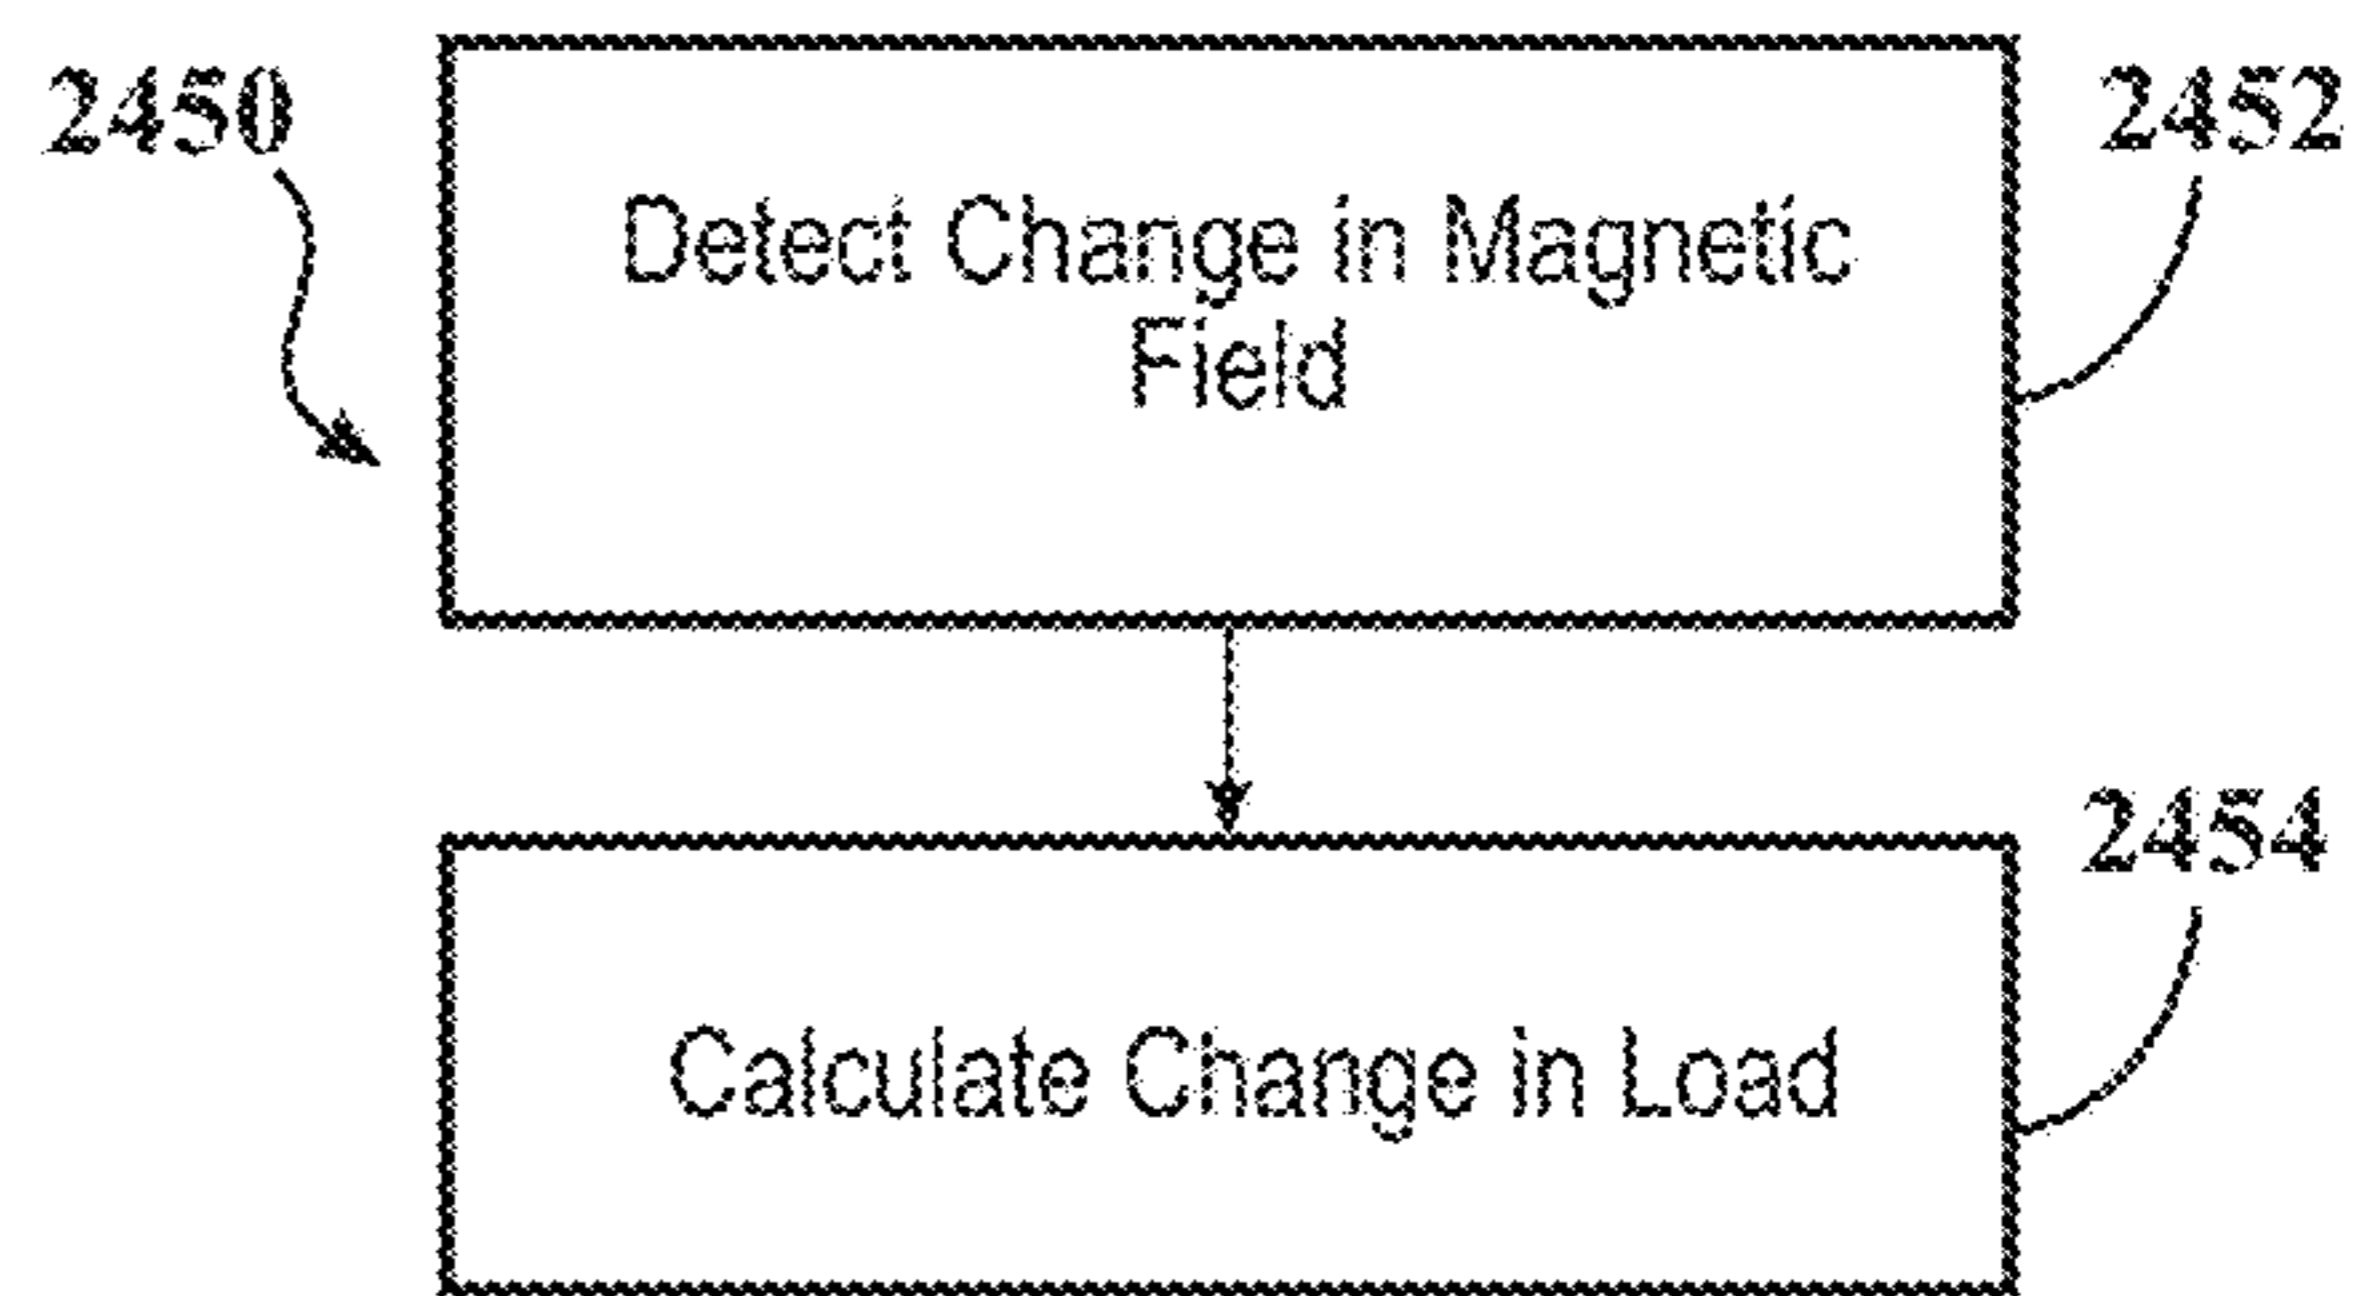 2450
2452
Detect Change in Magnetic
Field
2454
Calculate Change in Load